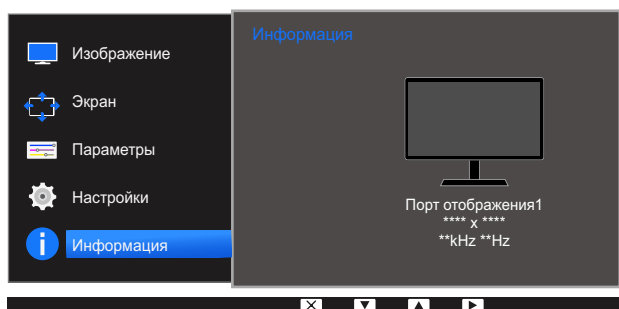 Информация
Изображение
Экран
Параметры
Настройки
Информация
Порт отображения1
**** x ****
**kHz **Hz